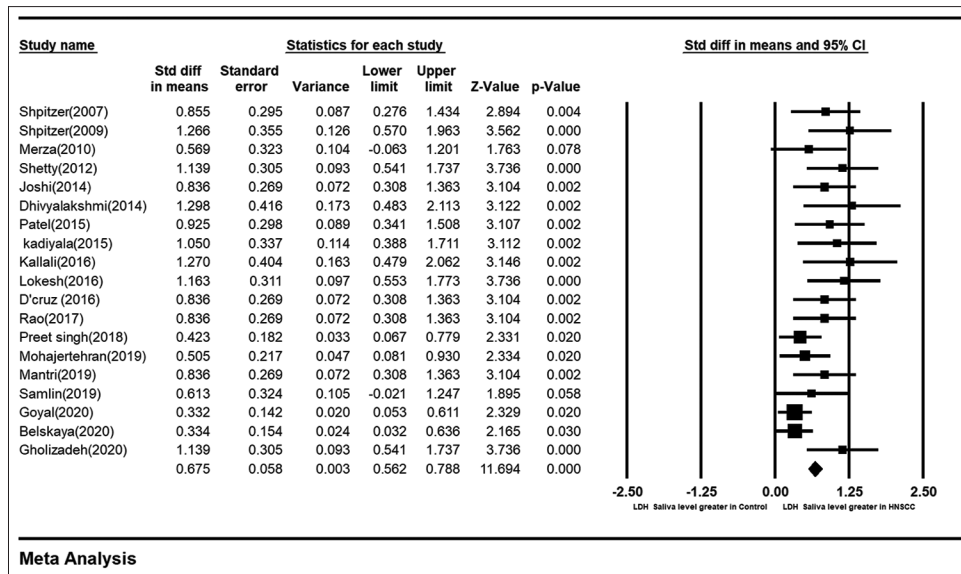 Study name Statistics for each study Std diff in means and 95% CI
Std diff Standard Lower Upper
in means error Variance limit limit Z-Value p-Value
Shpitzer(2007) 0.855 0.295 0.087 0.276 1.434 2.894 0.004
Shpitzer(2009) 1.266 0.355 0.126 0.570 1.963 3.562 0.000
Merza(2010) 0.569 0.323 0.104 -0.063 1.201 1.763 0.078
Shetty(2012) 1.139 0.305 0.093 0.541 1.737 3.736 0.000
Joshi(2014) 0.836 0.269 0.072 0.308 1.363 3.104 0.002
Dhivyalakshmi(2014) 1.298 0.416 0.173 0.483 2.113 3.122 0.002
Patel(2015) 0.925 0.298 0.089 0.341 1.508 3.107 0.002
kadiyala(2015) 1.050 0.337 0.114 0.388 1.711 3.112 0.002
Kallali(2016) 1.270 0.404 0.163 0.479 2.062 3.146 0.002
Lokesh(2016) 1.163 0.311 0.097 0.553 1.773 3.736 0.000
D'cruz (2016) 0.836 0.269 0.072 0.308 1.363 3.104 0.002
Rao(2017) 0.836 0.269 0.072 0.308 1.363 3.104 0.002
Preet singh(2018) 0.423 0.182 0.033 0.067 0.779 2.331 0.020
Mohajertehran(2019) 0.505 0.217 0.047 0.081 0.930 2.334 0.020
Mantri(2019) 0.836 0.269 0.072 0.308 1.363 3.104 0.002
Samlin(2019) 0.613 0.324 0.105 -0.021 1.247 1.895 0.058
Goyal(2020) 0.332 0.142 0.020 0.053 0.611 2.329 0.020
Belskaya(2020) 0.334 0.154 0.024 0.032 0.636 2.165 0.030
Gholizadeh(2020) 1.139 0.305 0.093 0.541 1.737 3.736 0.000
0.675 0.058 0.003 0.562 0.788 11.694 0.000
-2.50 -1.25 0.00 1.25 2.50
LDH Saliva level greater in Control LDH Saliva level greater in HNSCC
Meta Analysis